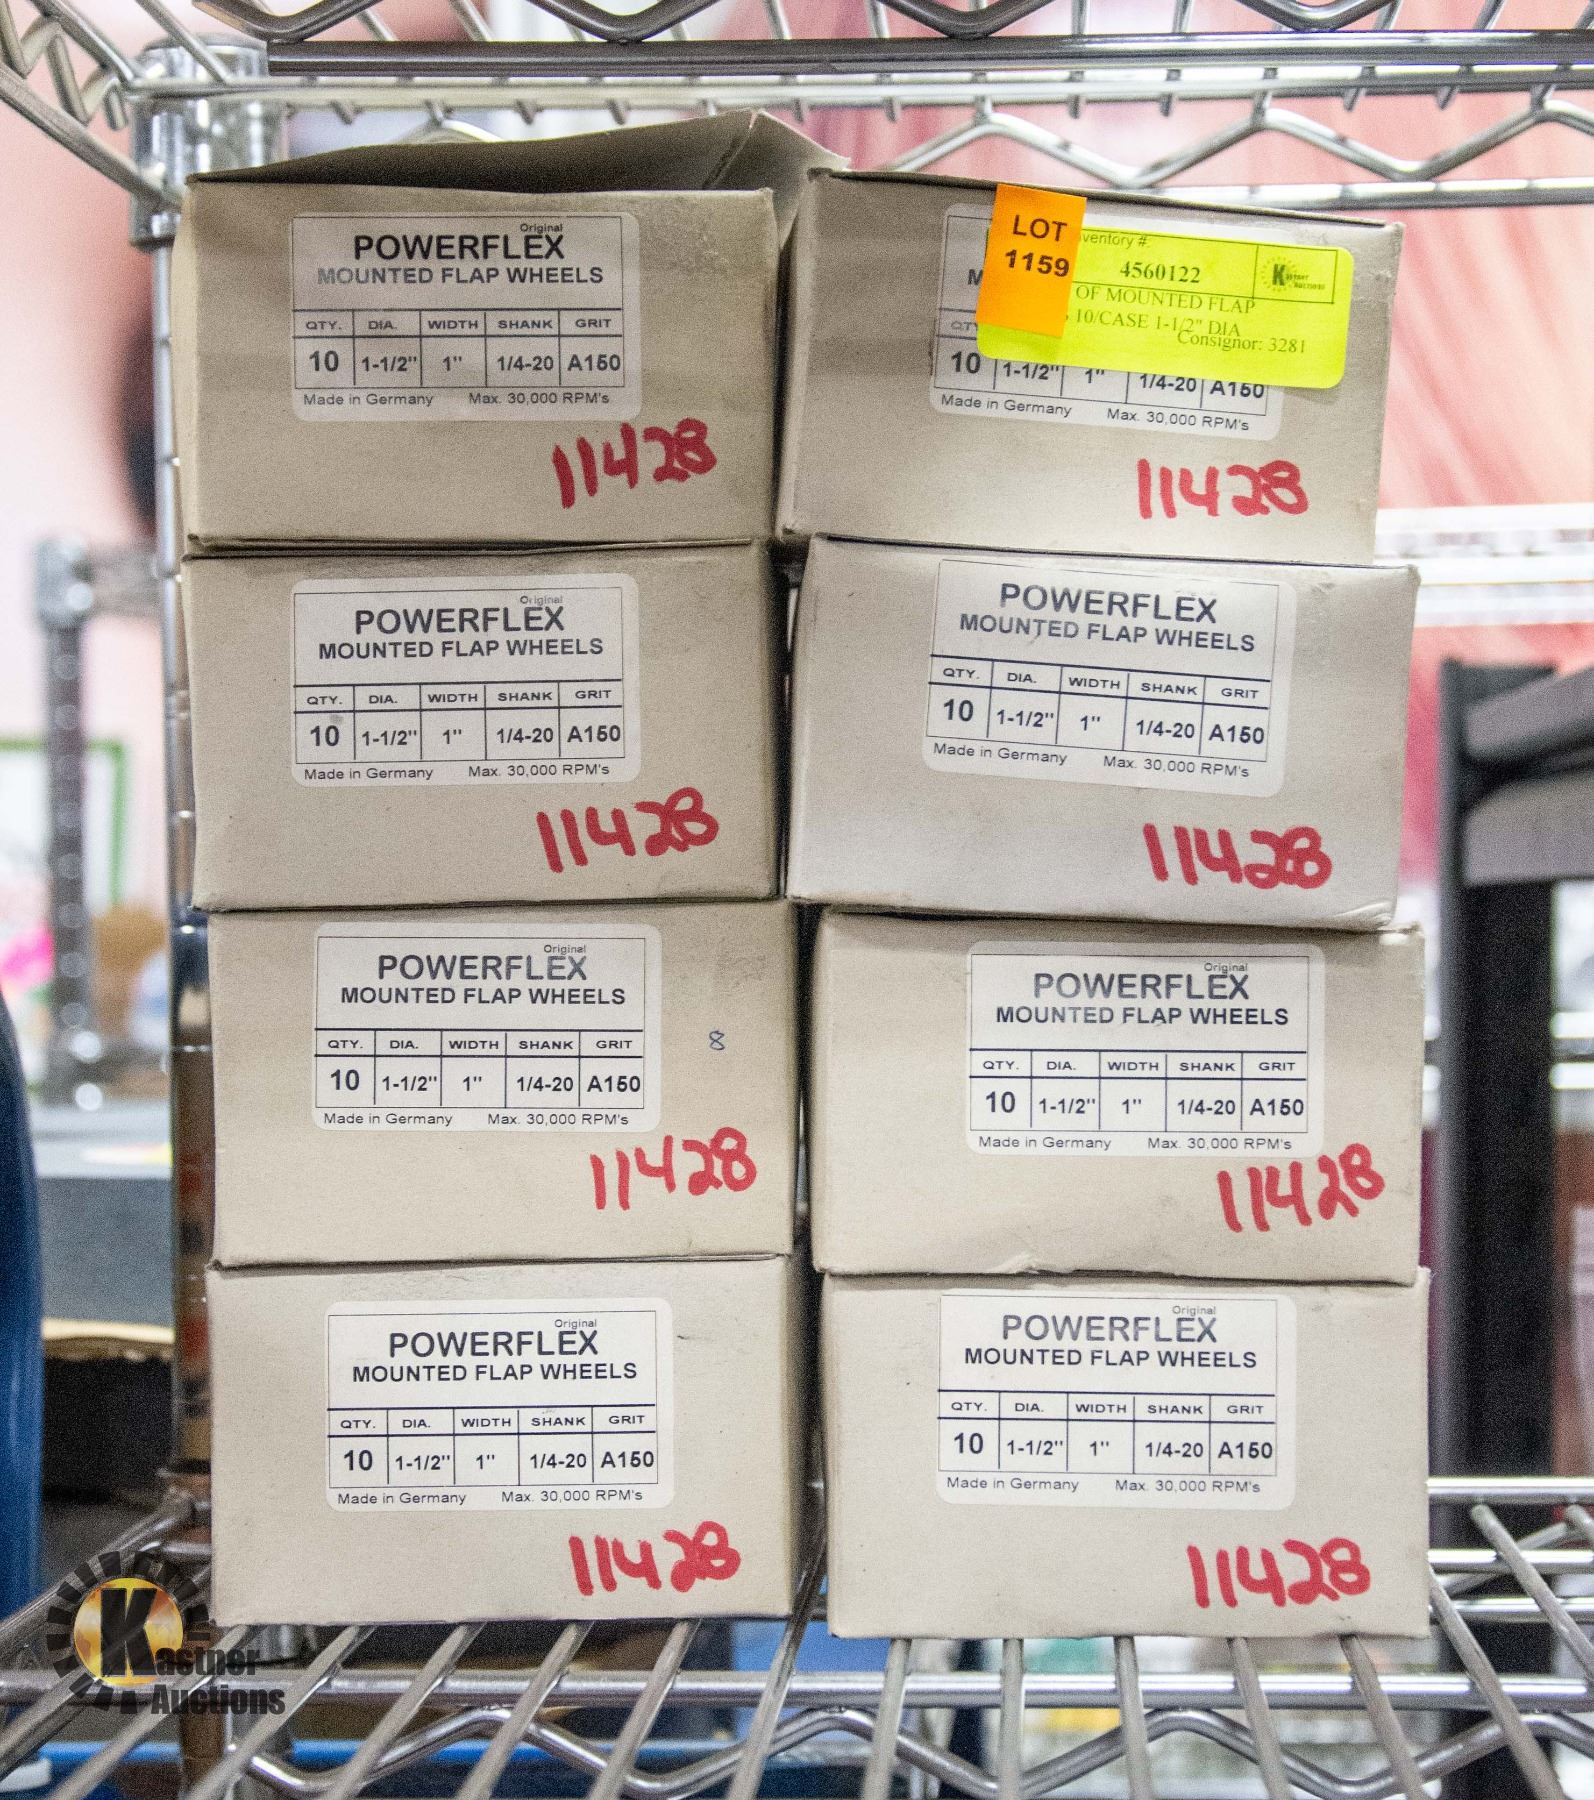 Original
POWERFLEX
MOUNTED FLAP WHEELS
QTY. DIA. WIDTH SHANK GRIT
10 1-1/2" 1" 1/4-20 A150
Made in Germany Max. 30,000 RPM's
11428
LOT
1159
ventory #:
4560122
Kastner
Auctions
OF MOUNTED FLAP
10/CASE 1-1/2" DIA
Consignor: 3281
M
QTY
10 1-1/2" 1" 1/4-20 A150
Made in Germany Max. 30,000 RPM's
11428
Original
POWERFLEX
MOUNTED FLAP WHEELS
QTY. DIA. WIDTH SHANK GRIT
10 1-1/2" 1" 1/4-20 A150
Made in Germany Max. 30,000 RPM's
11428
POWERFLEX
MOUNTED FLAP WHEELS
QTY. DIA. WIDTH SHANK GRIT
10 1-1/2" 1" 1/4-20 A150
Made in Germany Max. 30,000 RPM's
11428
Original
POWERFLEX
MOUNTED FLAP WHEELS
QTY. DIA. WIDTH SHANK GRIT
10 1-1/2" 1" 1/4-20 A150
Made in Germany Max. 30,000 RPM's
8
11428
Original
POWERFLEX
MOUNTED FLAP WHEELS
QTY. DIA. WIDTH SHANK GRIT
10 1-1/2" 1" 1/4-20 A150
Made in Germany Max. 30,000 RPM's
11428
Original
POWERFLEX
MOUNTED FLAP WHEELS
QTY. DIA. WIDTH SHANK GRIT
10 1-1/2" 1" 1/4-20 A150
Made in Germany Max. 30,000 RPM's
11428
Original
POWERFLEX
MOUNTED FLAP WHEELS
QTY. DIA. WIDTH SHANK GRIT
10 1-1/2" 1" 1/4-20 A150
Made in Germany Max. 30,000 RPM's
11428
Kastner
Auctions